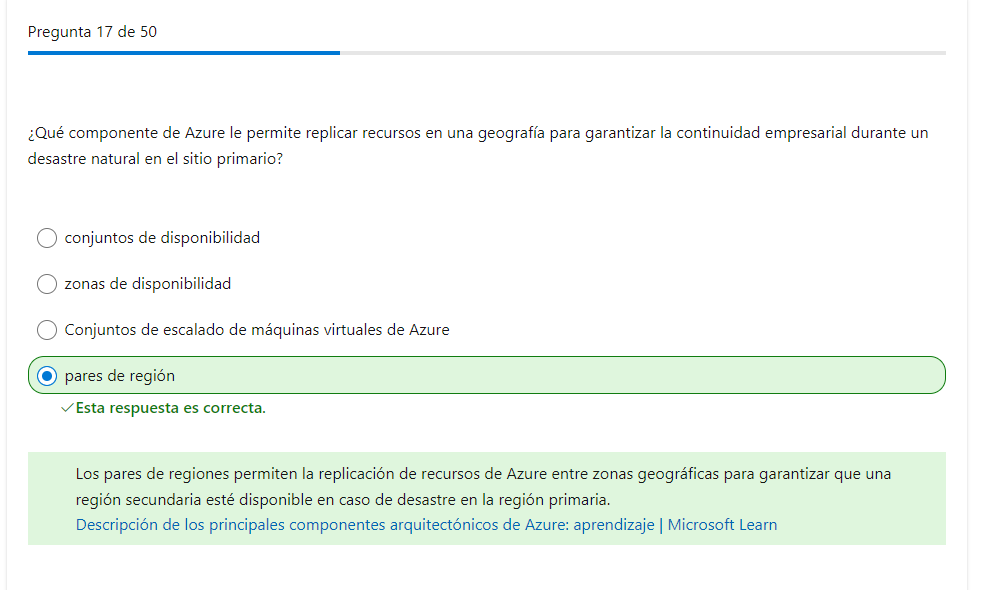 Pregunta 17 de 50
¿Qué componente de Azure le permite replicar recursos en una geografía para garantizar la continuidad empresarial durante un
desastre natural en el sitio primario?
conjuntos de disponibilidad
zonas de disponibilidad
Conjuntos de escalado de máquinas virtuales de Azure
pares de región
Esta respuesta es correcta.
Los pares de regiones permiten la replicación de recursos de Azure entre zonas geográficas para garantizar que una
región secundaria esté disponible en caso de desastre en la región primaria.
Descripción de los principales componentes arquitectónicos de Azure: aprendizaje | Microsoft Learn